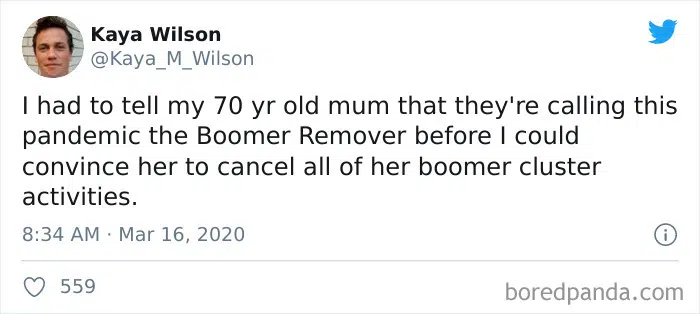 Kaya Wilson
@Kaya_M_Wilson
I had to tell my 70 yr old mum that they're calling this
pandemic the Boomer Remover before I could
convince her to cancel all of her boomer cluster
activities.
8:34 AM · Mar 16, 2020
559
boredpanda.com